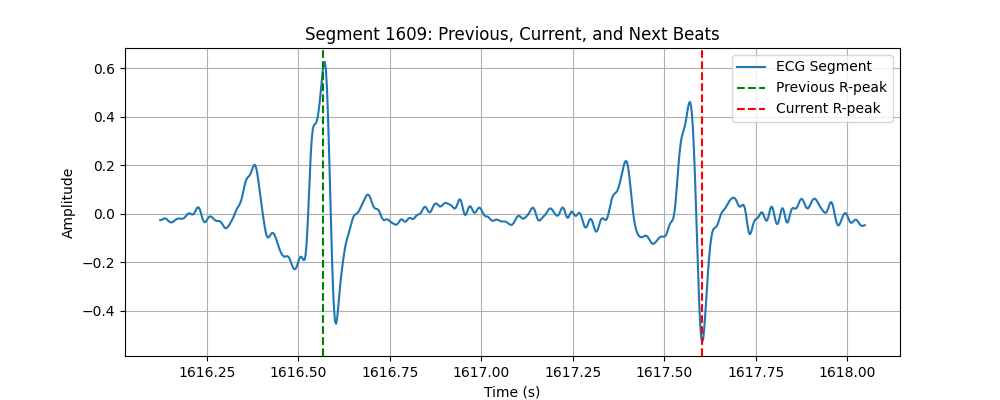 Segment 1609: Previous, Current, and Next Beats
ECG Segment
Previous R-peak
Current R-peak
0.6
0.4
0.2
0.0
−0.2
−0.4
Amplitude
1616.25 1616.50 1616.75 1617.00 1617.25 1617.50 1617.75 1618.00
Time (s)